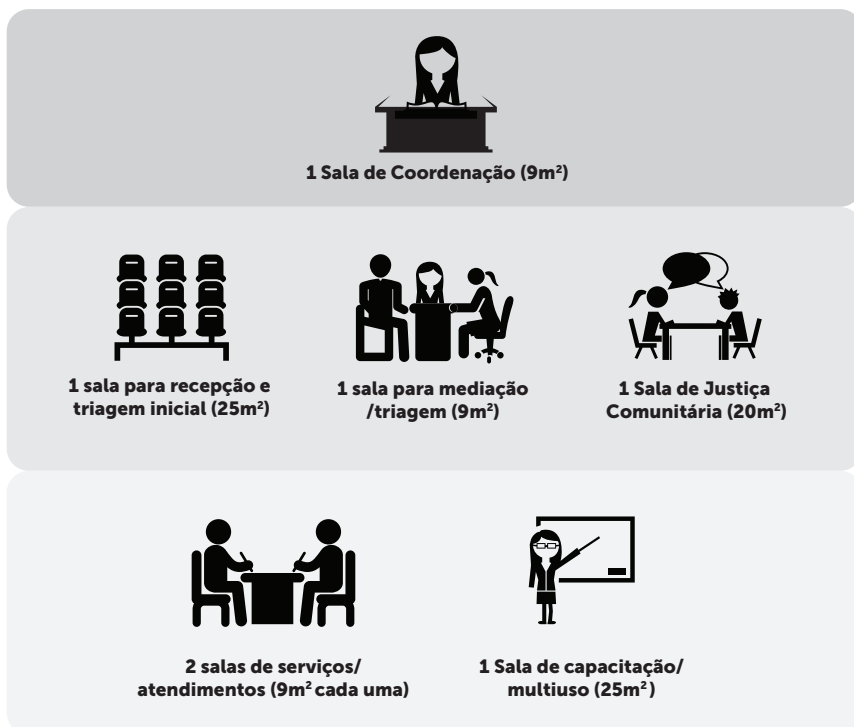 1 Sala de Coordenação (9m²)
1 sala para recepção e
triagem inicial (25m²)
1 sala para mediação
/triagem (9m²)
1 Sala de Justiça
Comunitária (20m²)
2 salas de serviços/
atendimentos (9m² cada uma)
1 Sala de capacitação/
multiuso (25m²)